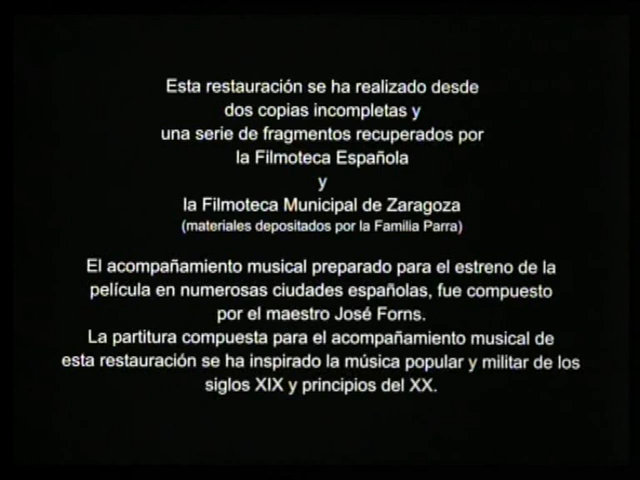 Esta restauración se ha realizado desde
dos copias incompletas y
una serie de fragmentos recuperados por
la Filmoteca Española
y
la Filmoteca Municipal de Zaragoza
(materiales depositados por la Familia Parra)
El acompañamiento musical preparado para el estreno de la
película en numerosas ciudades españolas, fue compuesto
por el maestro José Forns.
La partitura compuesta para el acompañamiento musical de
esta restauración se ha inspirado la música popular y militar de los
siglos XIX y principios del XX.